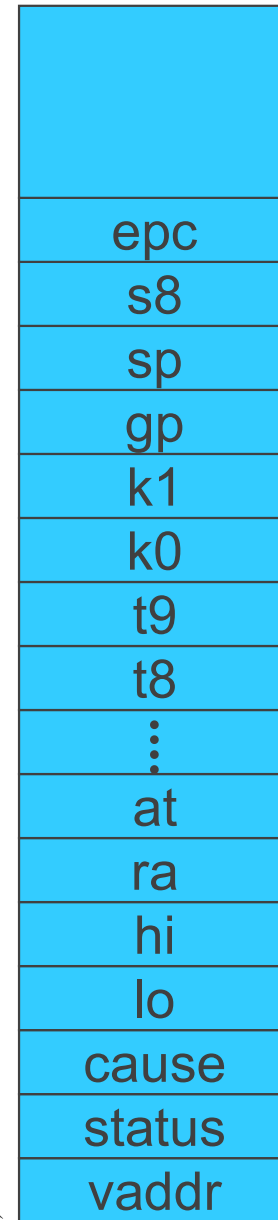 epc
s8
sp
gp
k1
k0
t9
t8
⋮
at
ra
hi
lo
cause
status
vaddr